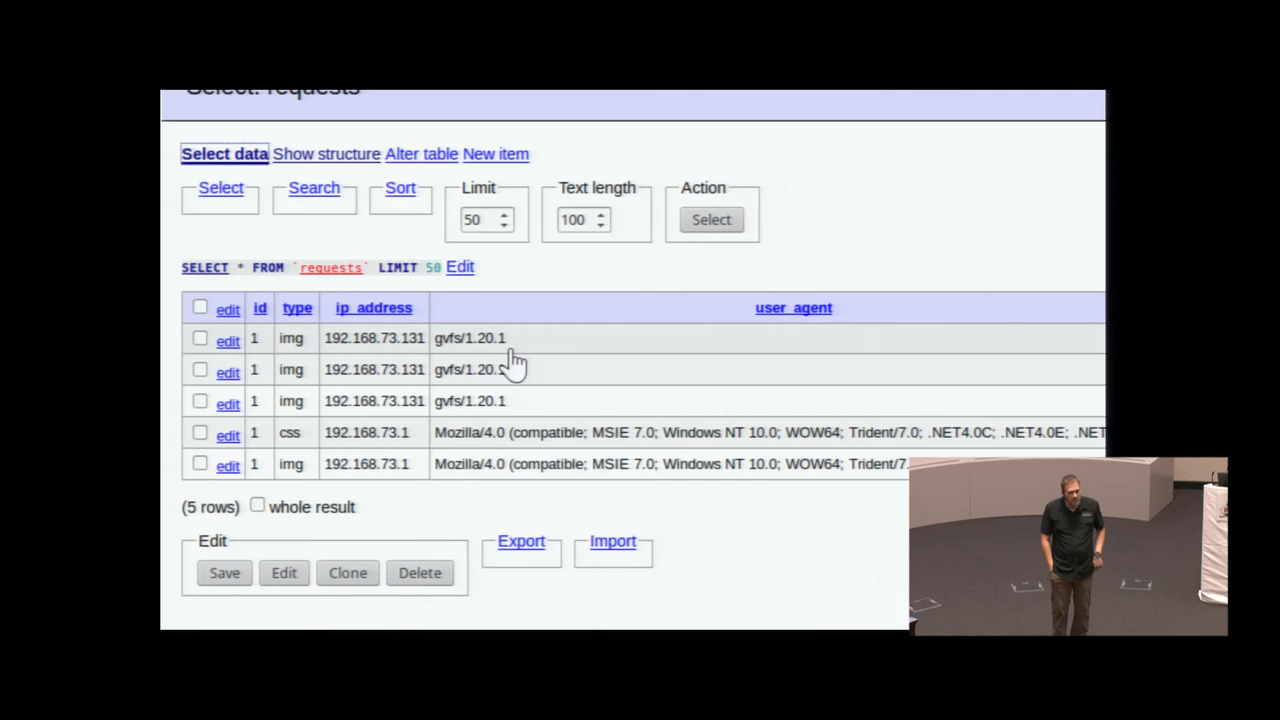 Select: requests
Select data Show structure Alter table New item
Select Search Sort Limit Text length Action
50 100 Select
SELECT * FROM `requests` LIMIT 50 Edit
edit id type ip_address user_agent
edit 1 img 192.168.73.131 gvfs/1.20.1
edit 1 img 192.168.73.131 gvfs/1.20.1
edit 1 img 192.168.73.131 gvfs/1.20.1
edit 1 css 192.168.73.1 Mozilla/4.0 (compatible; MSIE 7.0; Windows NT 10.0; WOW64; Trident/7.0; .NET4.0C; .NET4.0E; .NET
edit 1 img 192.168.73.1 Mozilla/4.0 (compatible; MSIE 7.0; Windows NT 10.0; WOW64; Trident/7.
(5 rows) whole result
Edit Export Import
Save Edit Clone Delete